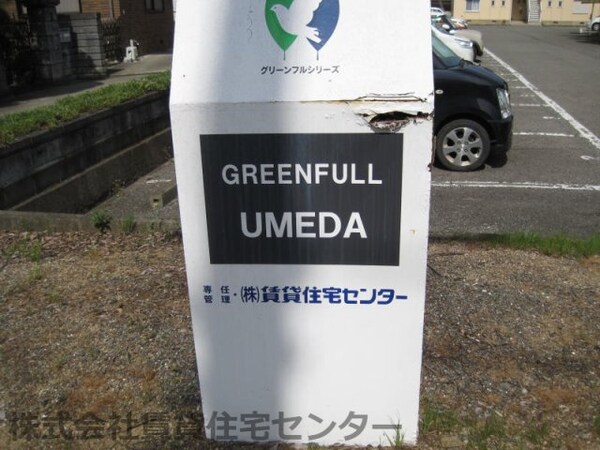 グリーンフルシリーズ
GREENFULL
UMEDA
専任管理・(株)賃貸住宅センター
株式会社賃貸住宅センター